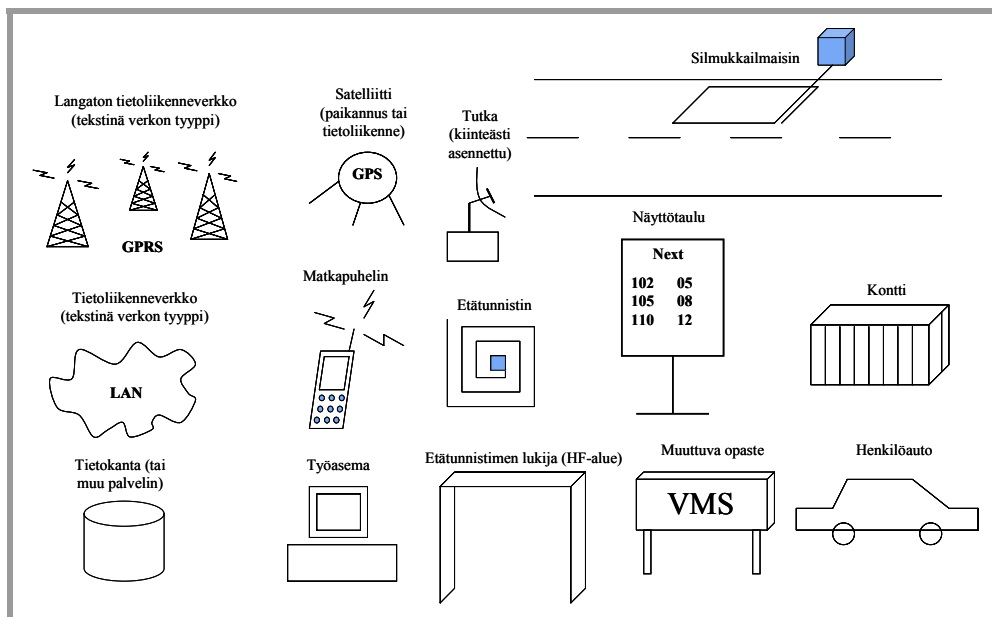 Silmukkailmaisin
Langaton tietoliikenneverkko
(tekstinä verkon tyyppi)
GPRS
Satelliitti
(paikannus tai
tietoliikenne)
GPS
Tutka
(kiinteästi
asennettu)
Näyttötaulu
Next
102 05
105 08
110 12
Tietoliikenneverkko
(tekstinä verkon tyyppi)
LAN
Matkapuhelin
Etätunnistin
Kontti
Tietokanta (tai
muu palvelin)
Työasema
Etätunnistimen lukija (HF-alue)
Muuttuva opaste
VMS
Henkilöauto